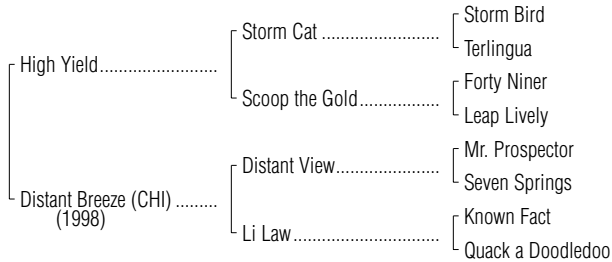 Storm Bird
Storm Cat ........................
Terlingua
High Yield........................
Forty Niner
Scoop the Gold................
Leap Lively
Mr. Prospector
Distant View.....................
Seven Springs
Distant Breeze (CHI) ........
(1998)
Known Fact
Li Law..............................
Quack a Doodledoo